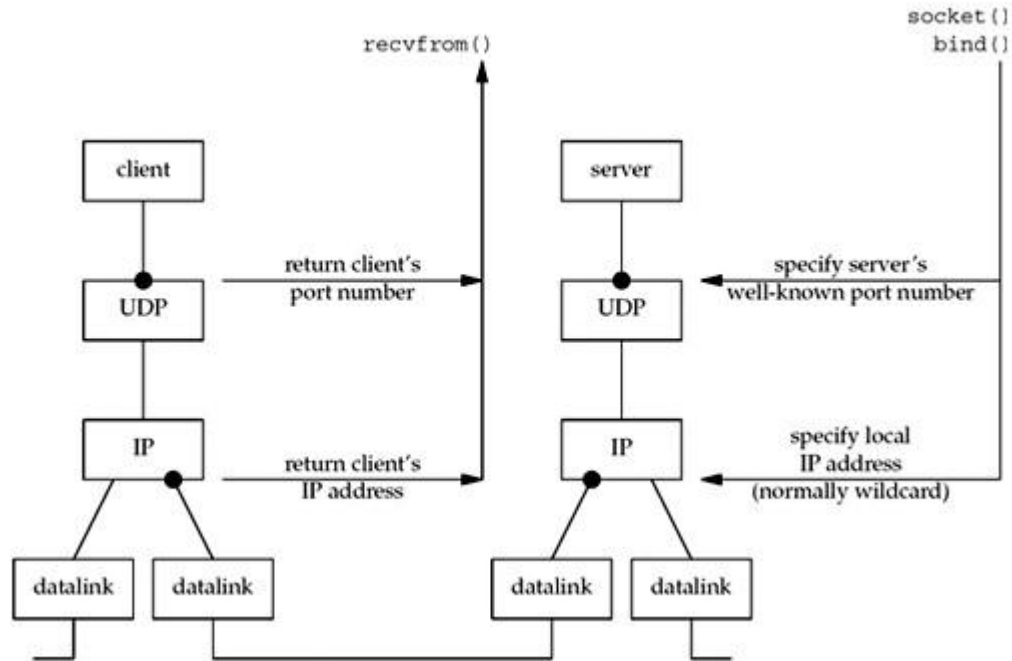 socket()
recvfrom()
bind()
client
server
return client's
port number
specify server's
well-known port number
UDP
UDP
IP
IP
return client's
IP address
specify local
IP address
(normally wildcard)
datalink
datalink
datalink
datalink